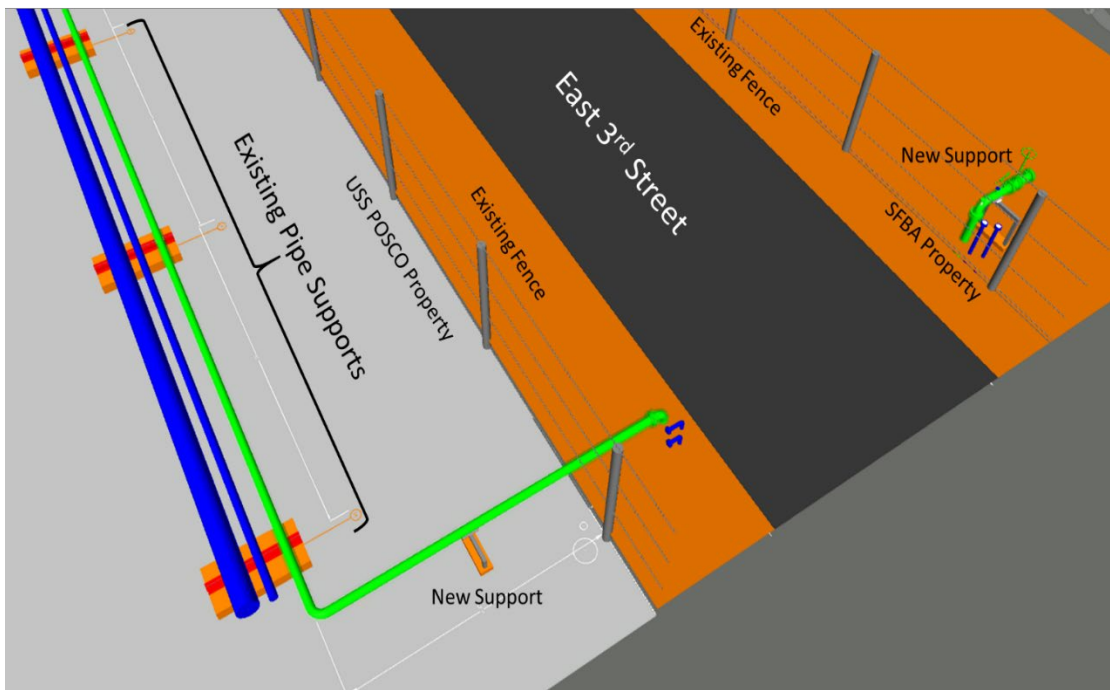 Existing Pipe Supports
USS POSCO Property
Existing Fence
East 3rd Street
Existing Fence
New Support
SFBA Property
New Support